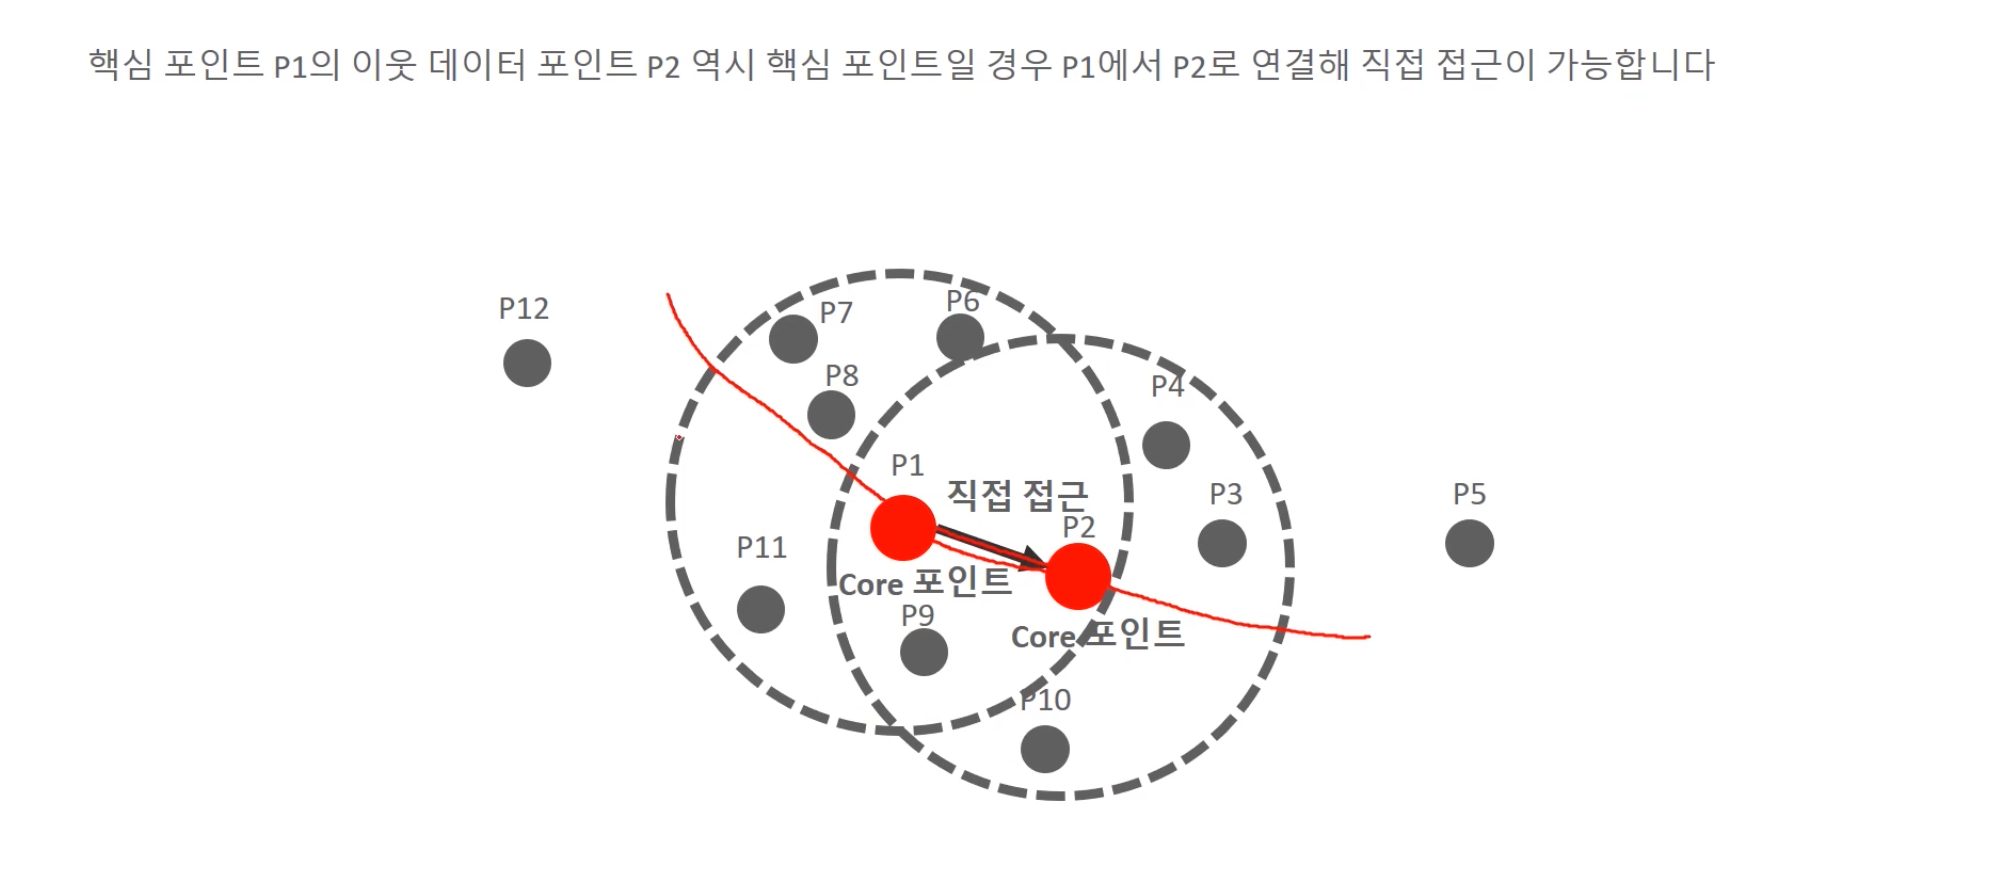 핵심 포인트 P1의 이웃 데이터 포인트 P2 역시 핵심 포인트일 경우 P1에서 P2로 연결해 직접 접근이 가능합니다
P12
P7
P6
P8
P4
P1
직접 접근
P3
P5
P2
P11
Core 포인트
P9
Core 포인트
P10